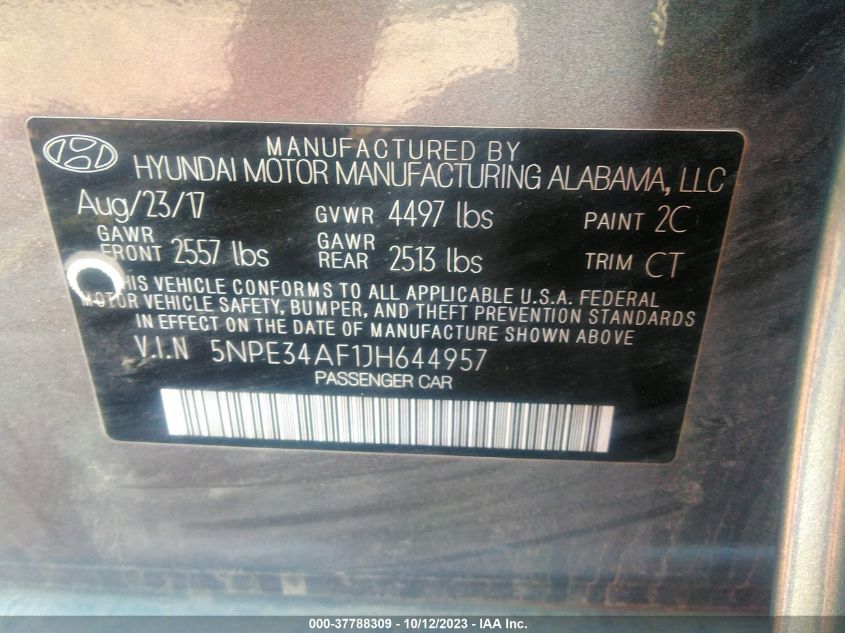 MANUFACTURED BY
HYUNDAI MOTOR MANUFACTURING ALABAMA, LLC
Aug/23/17 GVWR 4497 lbs PAINT 2C
GAWR FRONT 2557 lbs GAWR REAR 2513 lbs TRIM CT
THIS VEHICLE CONFORMS TO ALL APPLICABLE U.S.A. FEDERAL
MOTOR VEHICLE SAFETY, BUMPER, AND THEFT PREVENTION STANDARDS
IN EFFECT ON THE DATE OF MANUFACTURE SHOWN ABOVE
V.I.N 5NPE34AF1JH644957
PASSENGER CAR
000-37788309 - 10/12/2023 - IAA Inc.